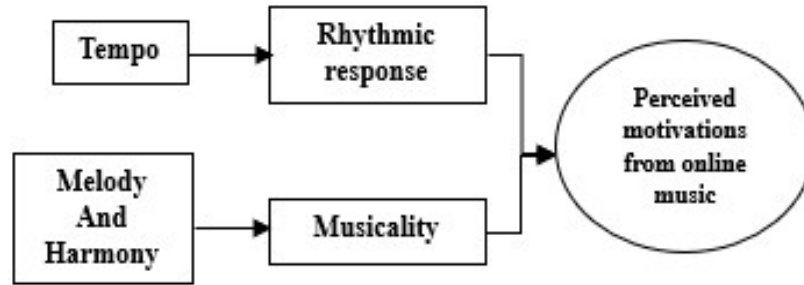 Tempo
Rhythmic
response
Melody
And
Harmony
Musicality
Perceived
motivations
from online
music